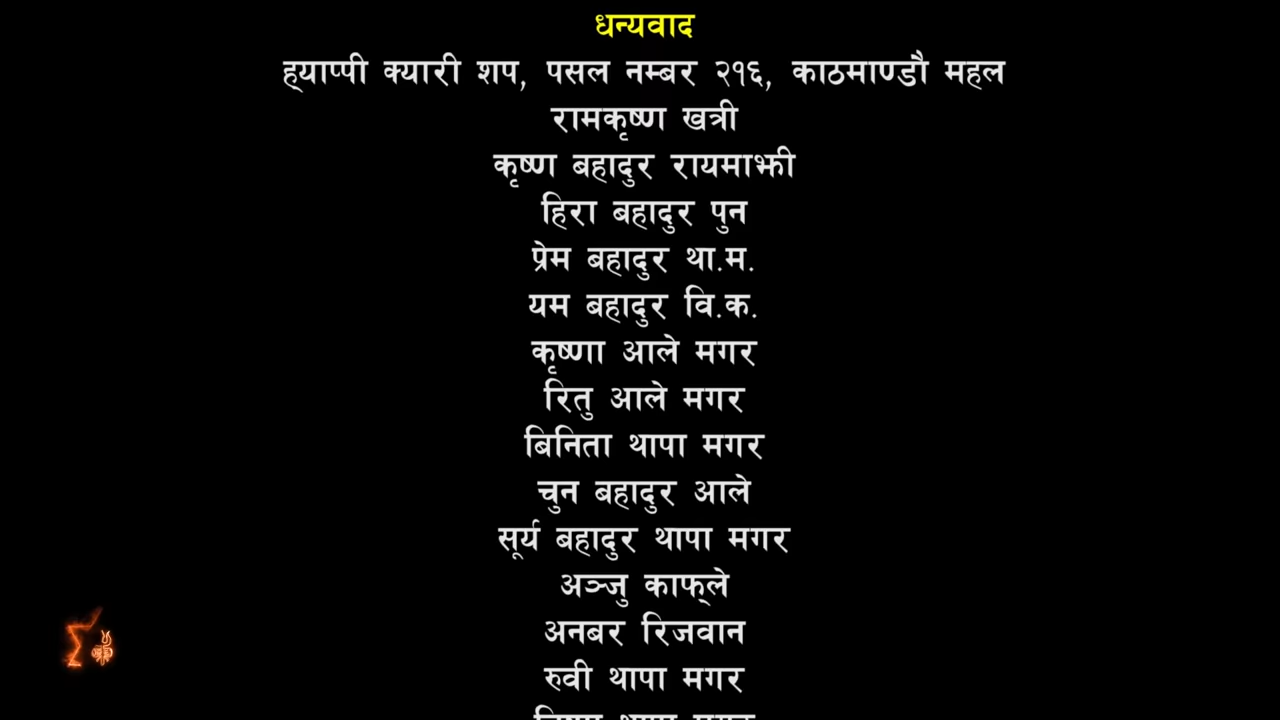 धन्यवाद
ह्याप्पी क्यारी शप, पसल नम्बर २१६, काठमाण्डौ महल
रामकृष्ण खत्री
कृष्ण बहादुर रायमाझी
हिरा बहादुर पुन
प्रेम बहादुर था.म.
यम बहादुर वि.क.
कृष्णा आले मगर
रितु आले मगर
बिनिता थापा मगर
चुन बहादुर आले
सूर्य बहादुर थापा मगर
अञ्जु काफ्ले
अनबर रिजवान
रुवी थापा मगर